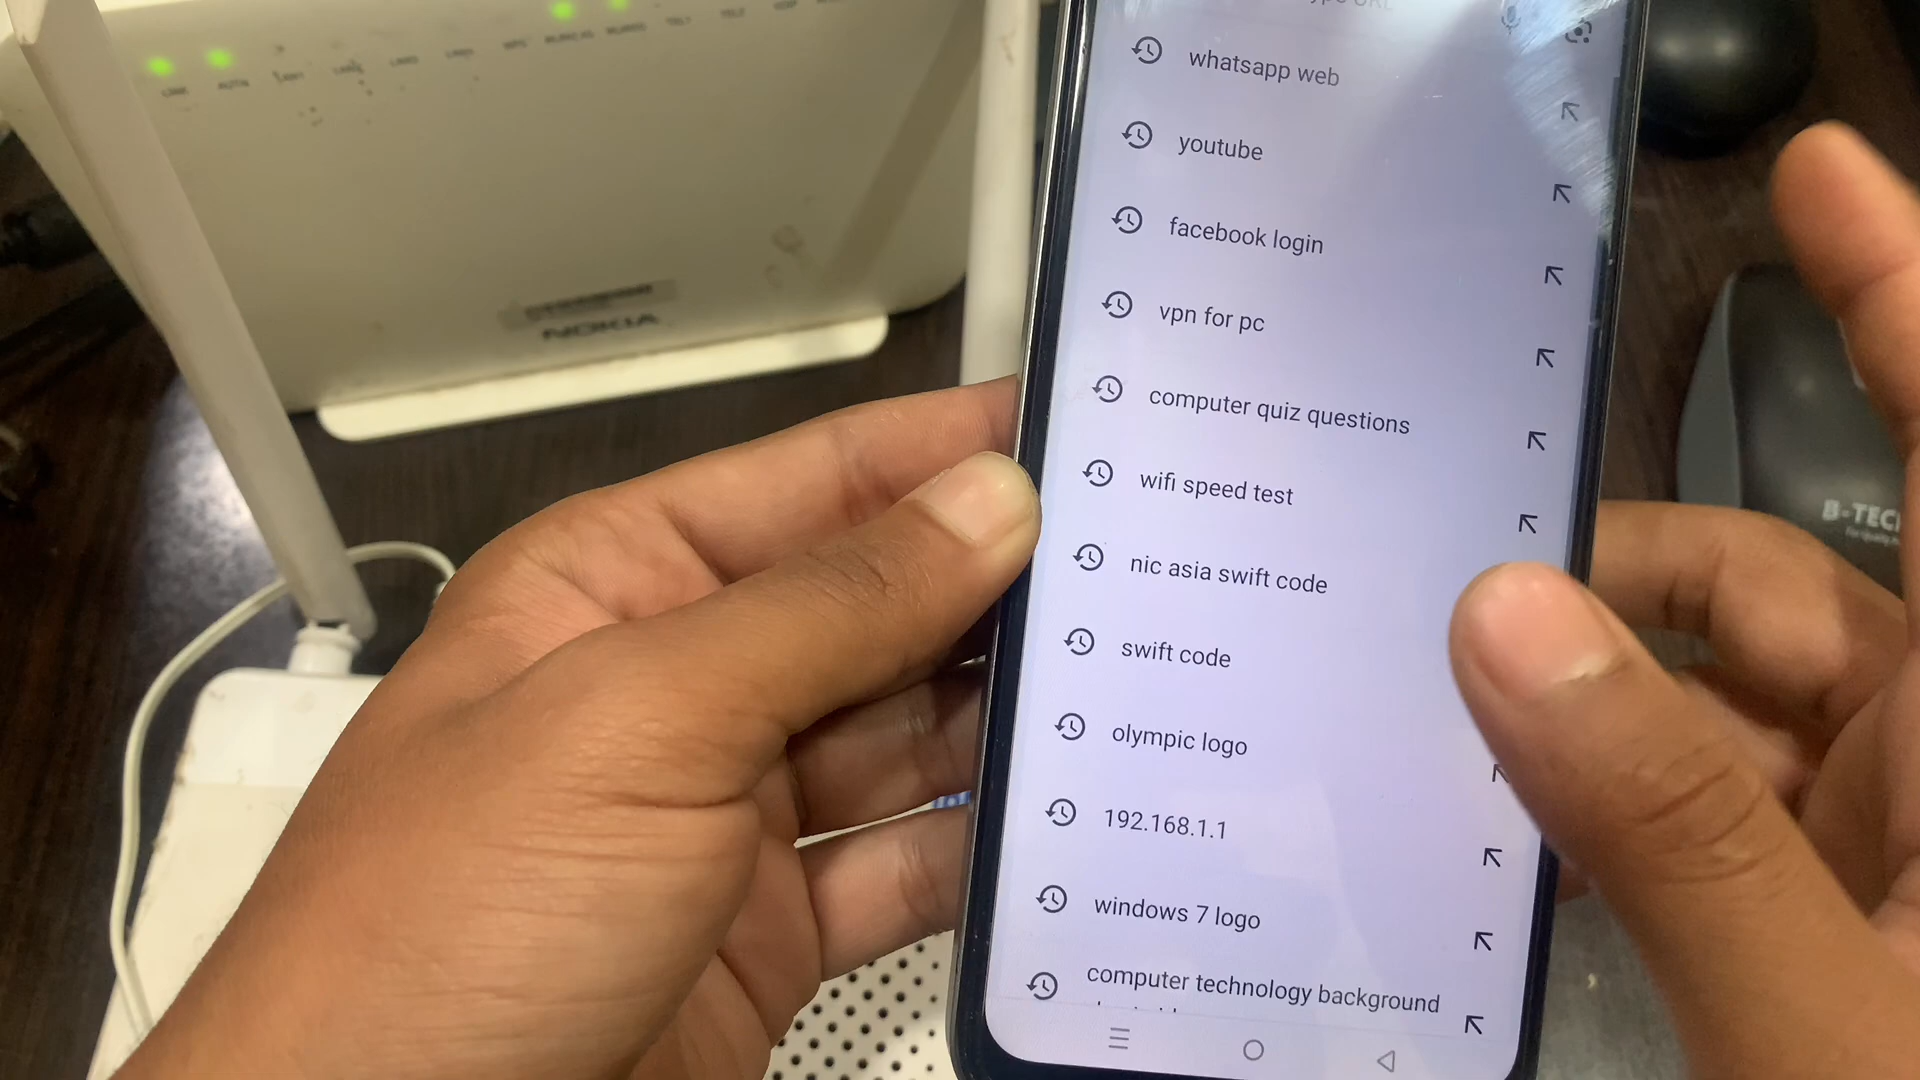 whatsapp web
youtube
facebook login
vpn for pc
computer quiz questions
wifi speed test
nic asia swift code
swift code
olympic logo
192.168.1.1
windows 7 logo
computer technology background
NOKIA
B-TECH